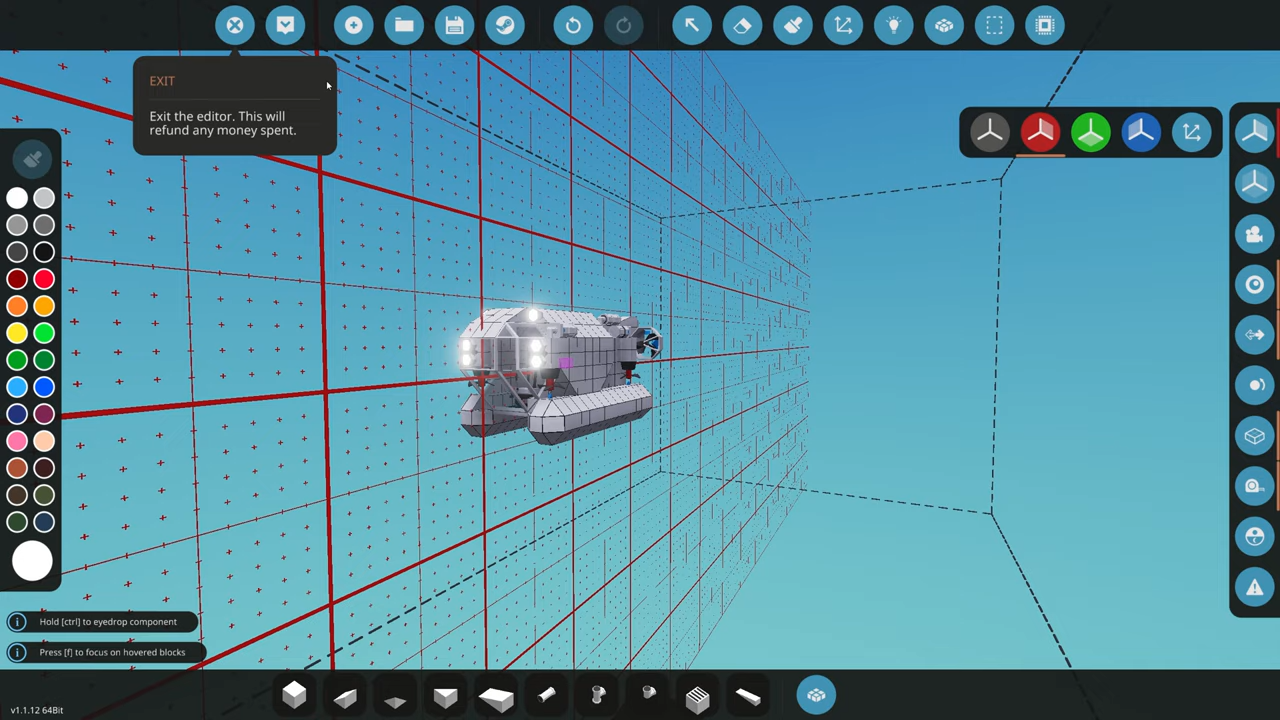 EXIT
Exit the editor. This will
refund any money spent.
Hold [ctrl] to eyedrop component
Press [f] to focus on hovered blocks
v1.1.12 64Bit